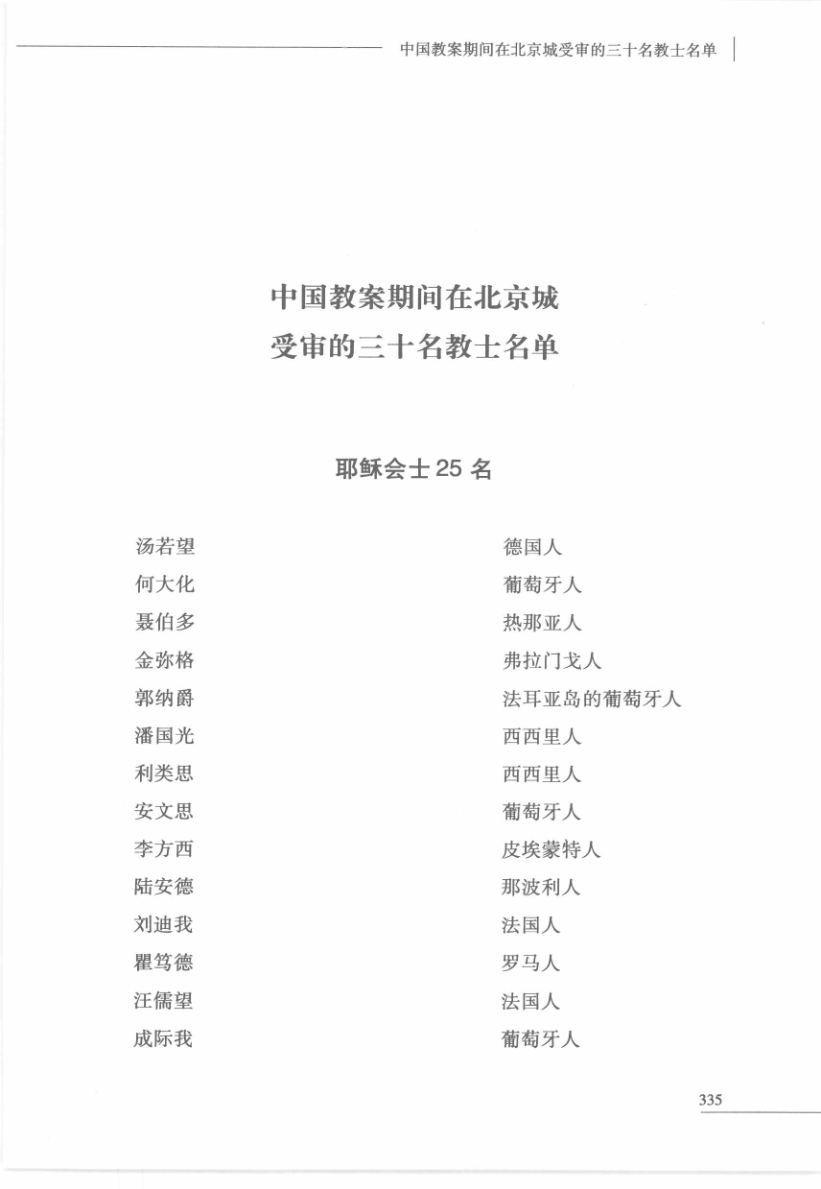 中国教案期间在北京城受审的三十名教士名单
中国教案期间在北京城
受审的三十名教士名单
耶稣会士 25 名
汤若望 德国人
何大化 葡萄牙人
聂伯多 热那亚人
金弥格 弗拉门戈人
郭纳爵 法耳亚岛的葡萄牙人
潘国光 西西里人
利类思 西西里人
安文思 葡萄牙人
李方西 皮埃蒙特人
陆安德 那波利人
刘迪我 法国人
瞿笃德 罗马人
汪儒望 法国人
成际我 葡萄牙人
335